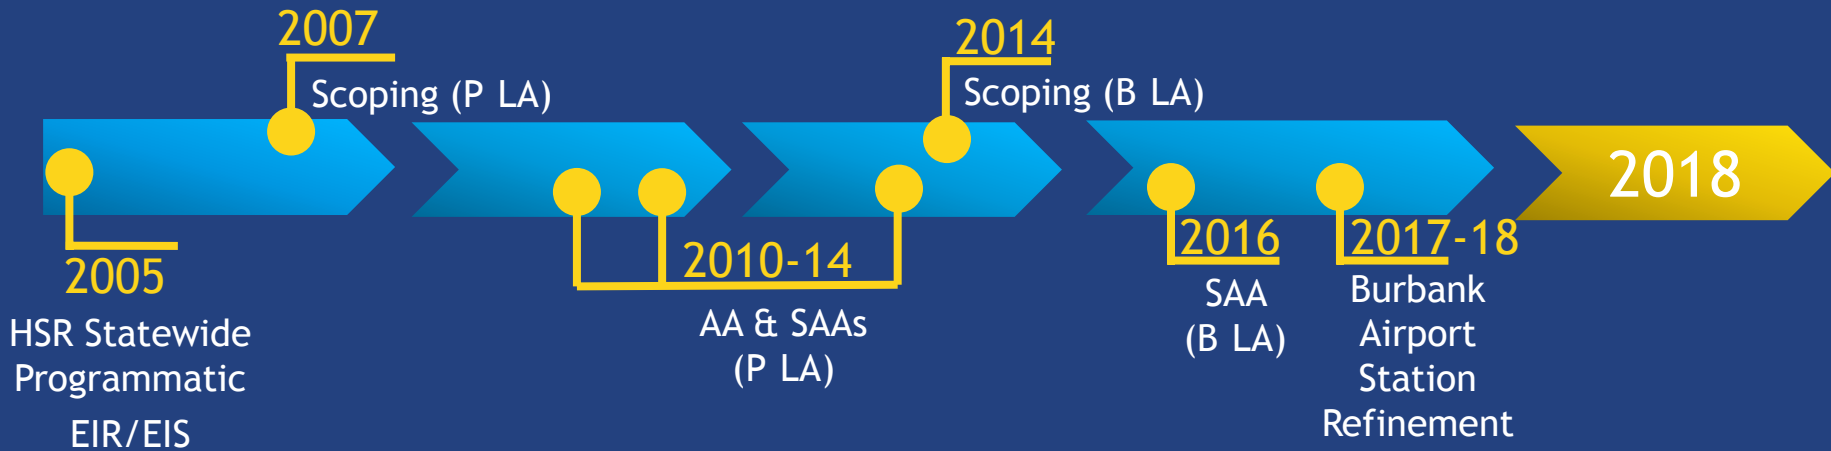 2007
Scoping (P LA)
2014
Scoping (B LA)
2018
2005
HSR Statewide
Programmatic
EIR/EIS
2010-14
AA & SAAs
(P LA)
2016
SAA
(B LA)
2017-18
Burbank
Airport
Station
Refinement